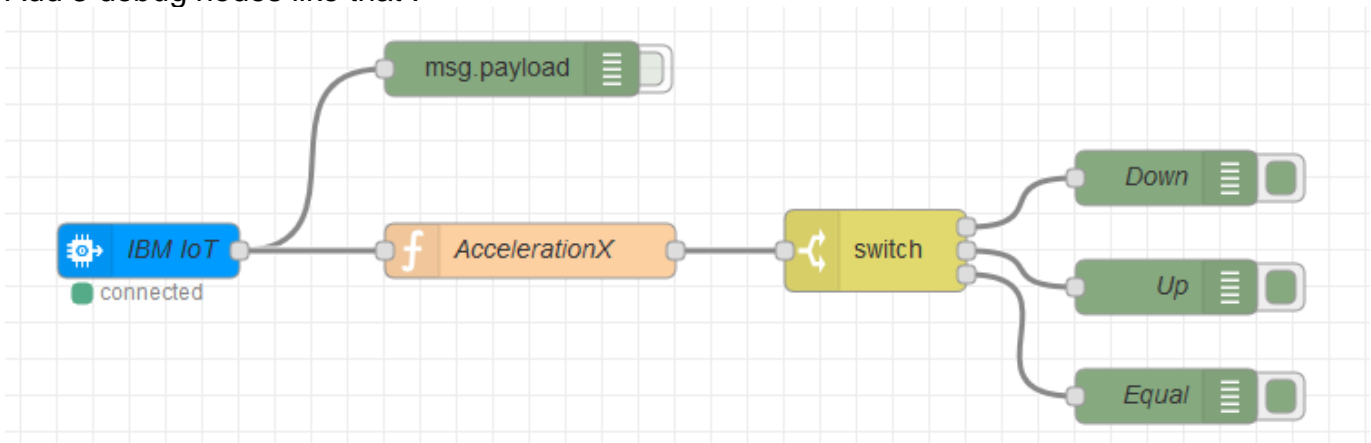 msg.payload
Down
IBM IoT
AccelerationX
switch
connected
Up
Equal